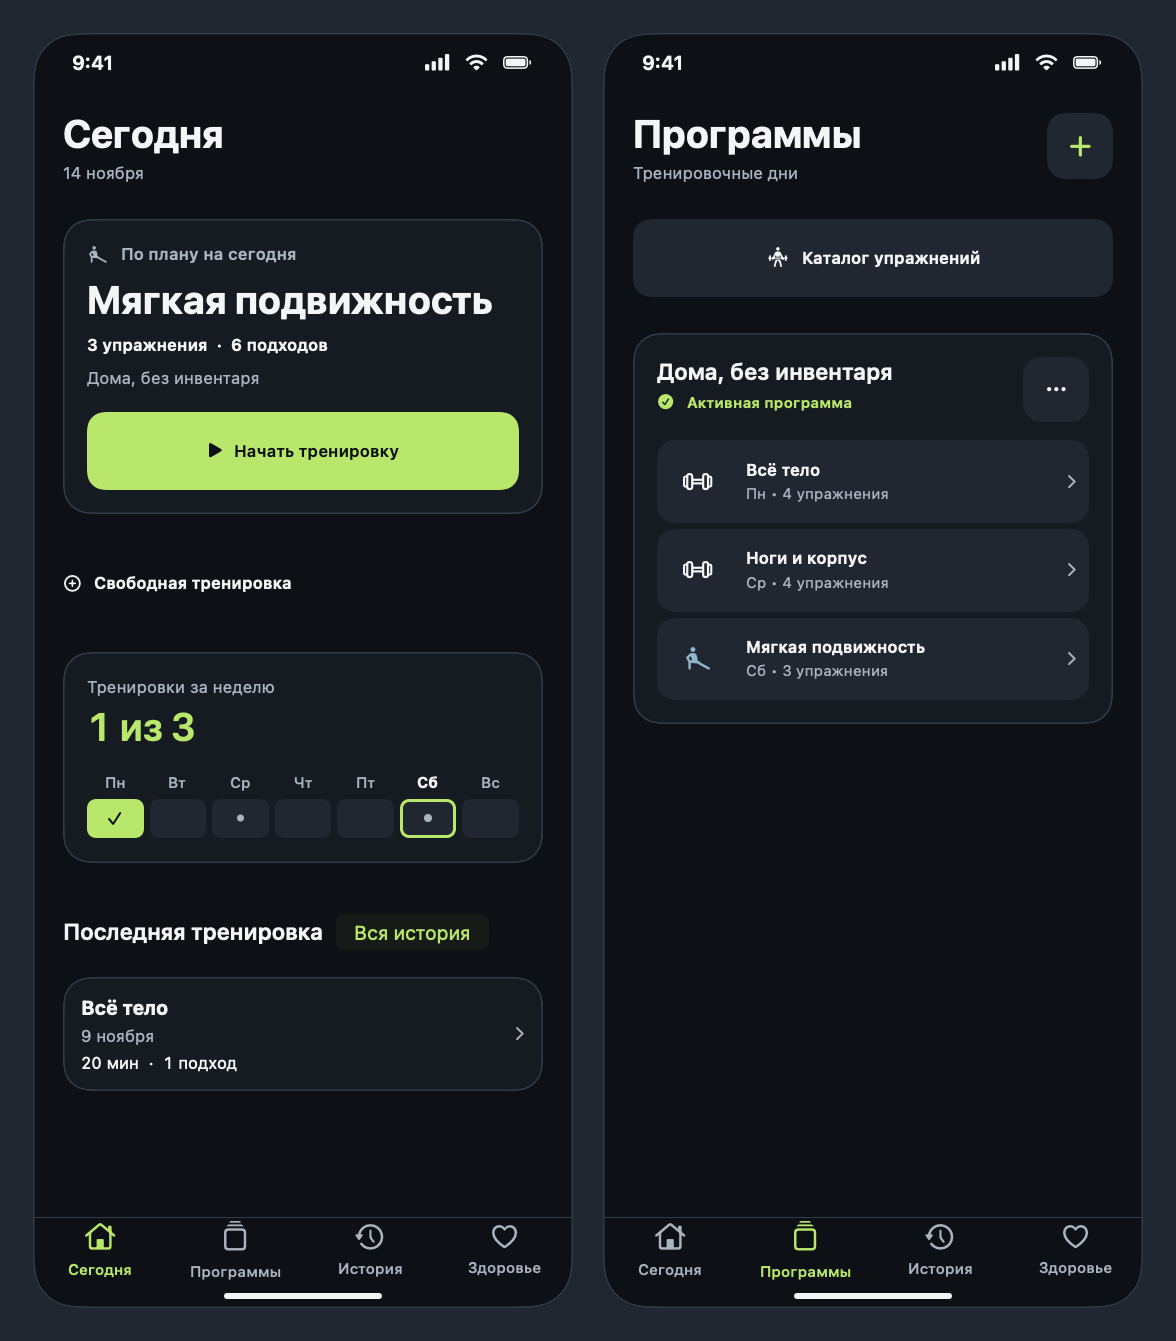 9:41
Сегодня
14 ноября
По плану на сегодня
Мягкая подвижность
3 упражнения · 6 подходов
Дома, без инвентаря
Начать тренировку
Свободная тренировка
Тренировки за неделю
1 из 3
Пн Вт Ср Чт Пт Сб Вс
Последняя тренировка Вся история
Всё тело
9 ноября
20 мин · 1 подход
Сегодня Программы История Здоровье
9:41
Программы
Тренировочные дни
Каталог упражнений
Дома, без инвентаря
Активная программа
Всё тело
Пн • 4 упражнения
Ноги и корпус
Ср • 4 упражнения
Мягкая подвижность
Сб • 3 упражнения
Сегодня Программы История Здоровье